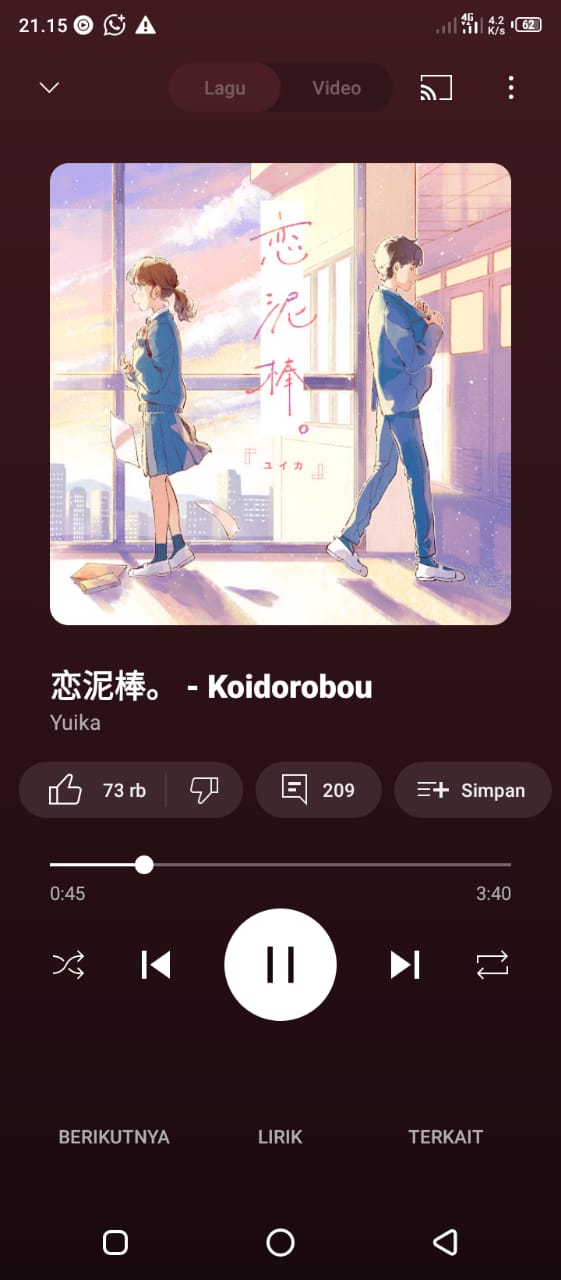 21.15 4G 4.2 K/s 62
Lagu Video
恋泥棒。
『ユイカ』
恋泥棒。 - Koidorobou
Yuika
73 rb 209 Simpan
0:45 3:40
BERIKUTNYA LIRIK TERKAIT